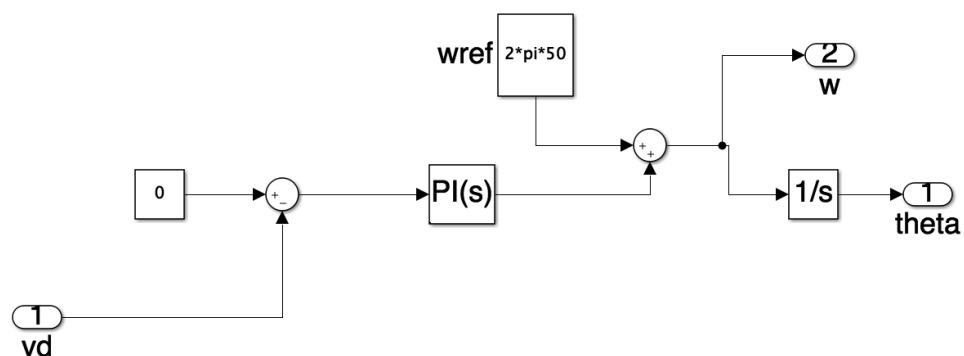 wref
2*pi*50
+
+
2
w
0
+
−
PI(s)
1/s
1
theta
1
vd